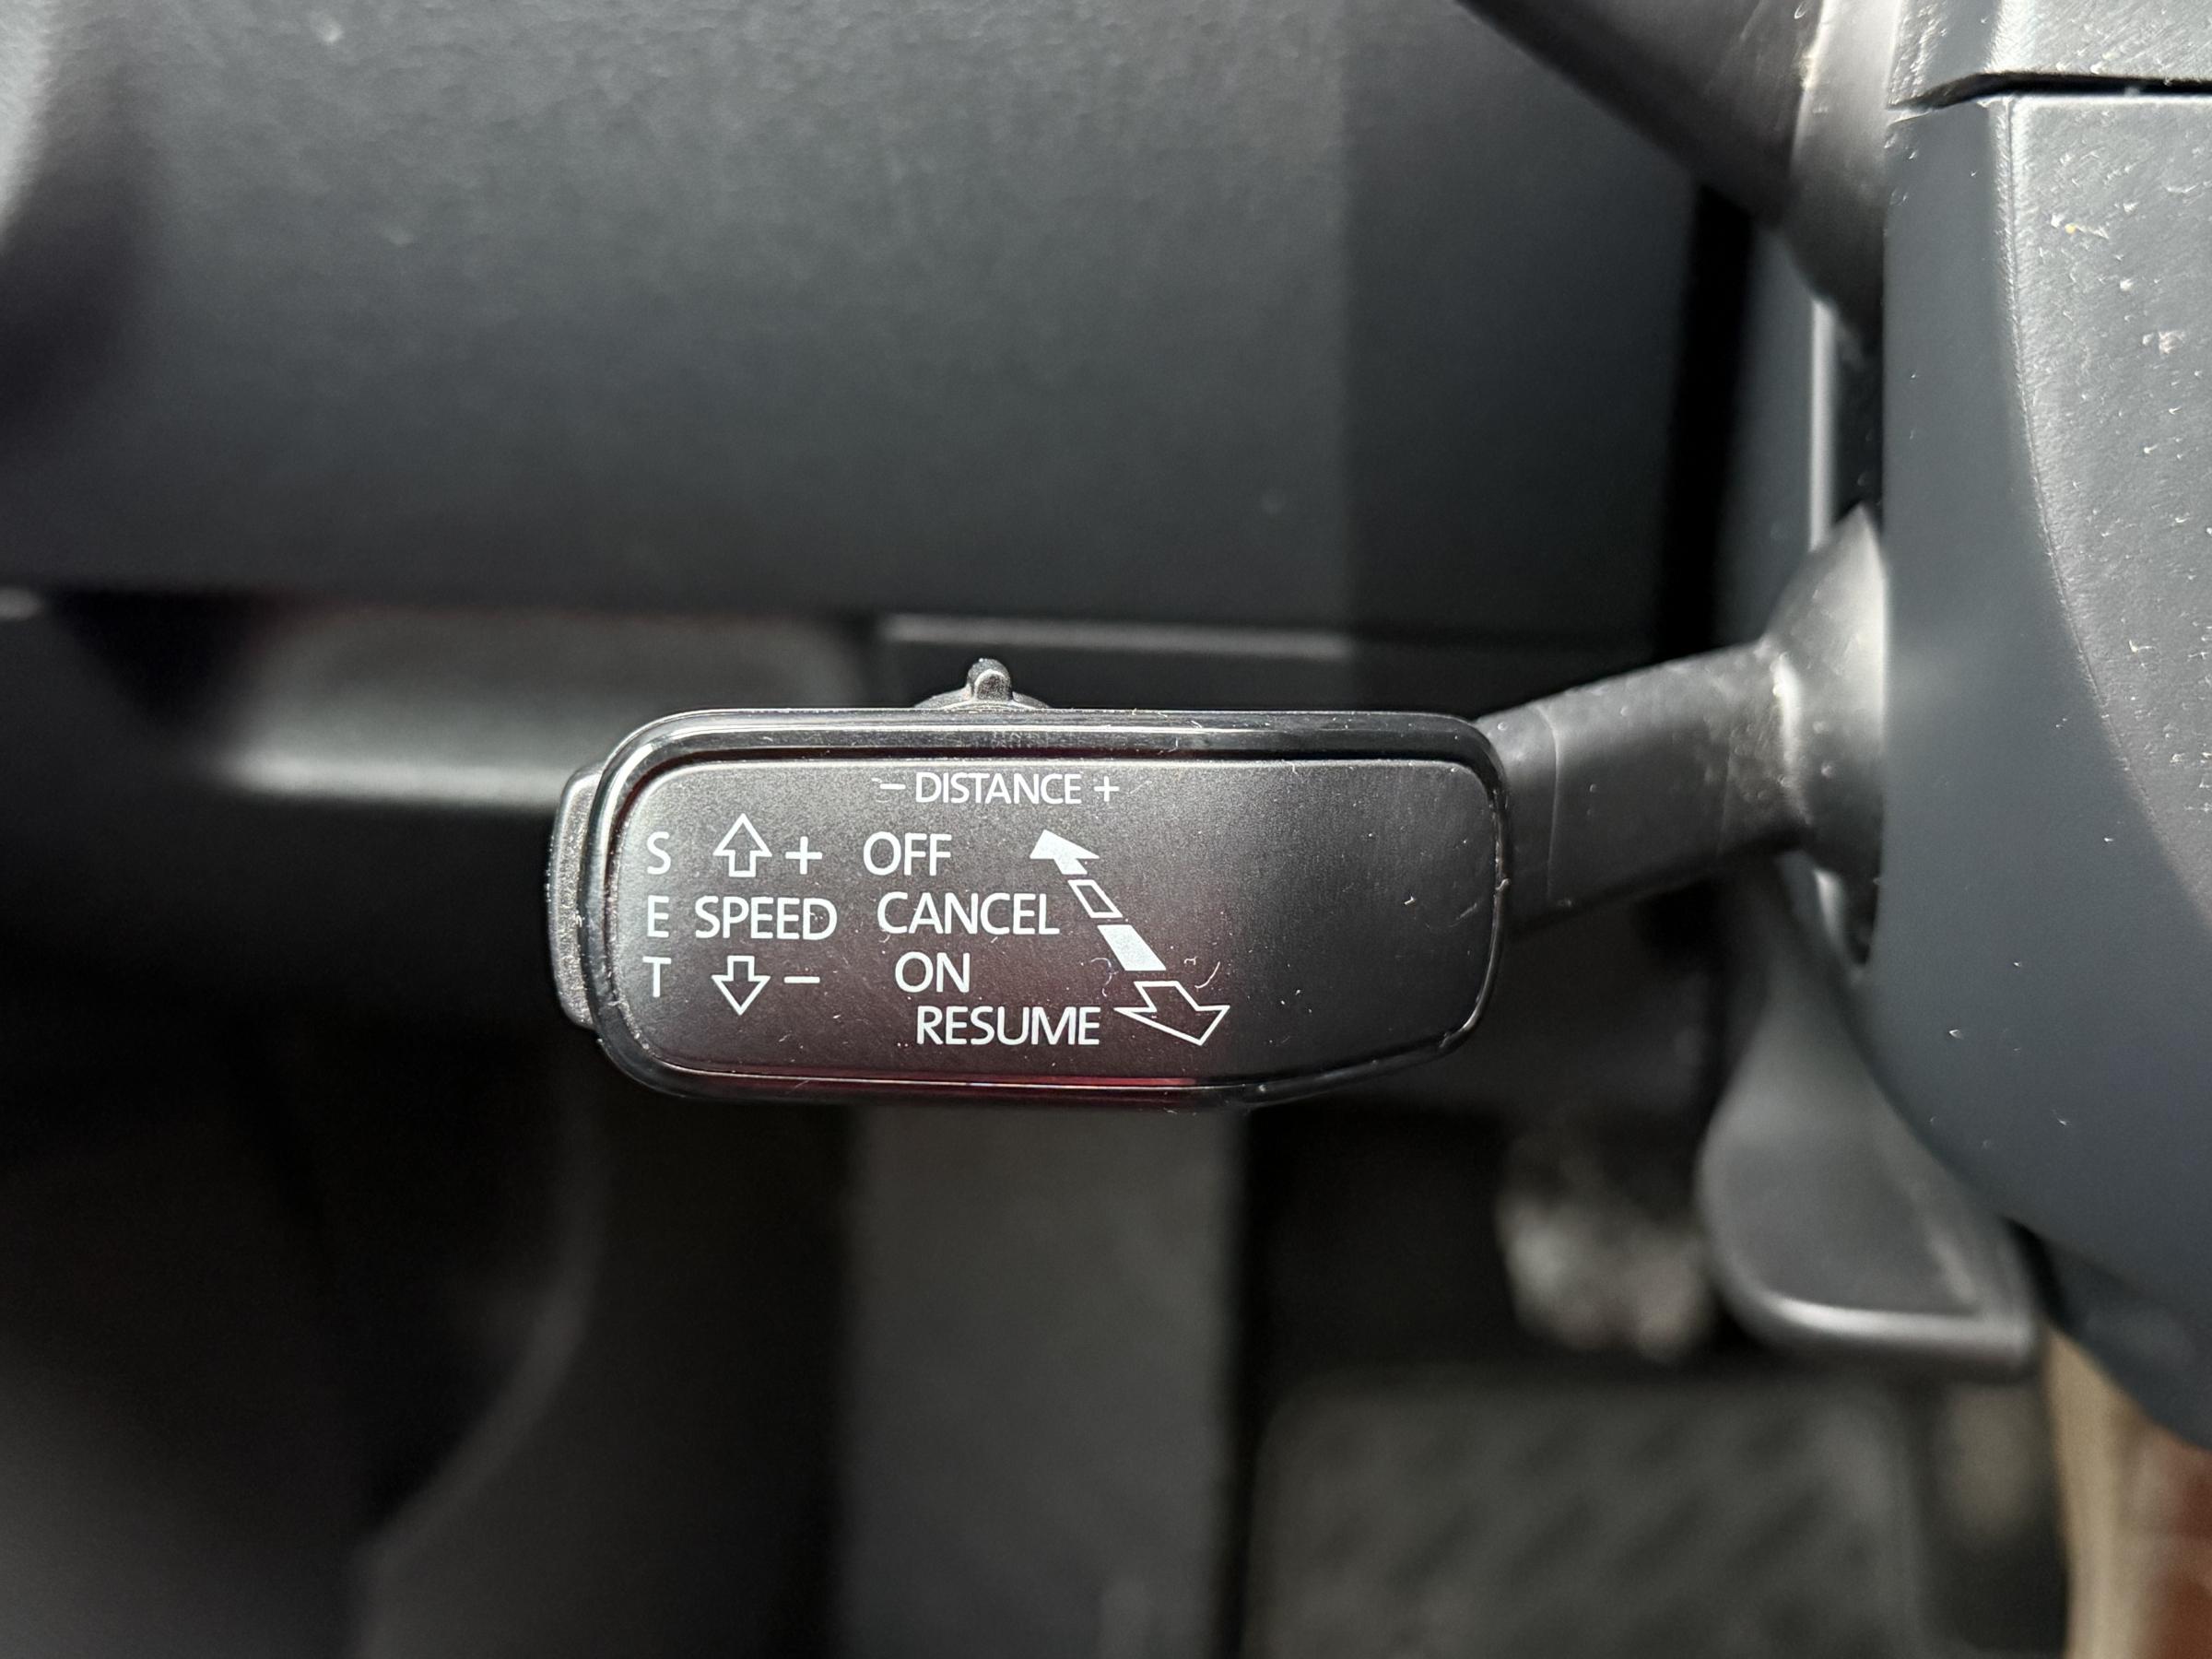 − DISTANCE +
S + OFF
E SPEED CANCEL
T − ON
RESUME